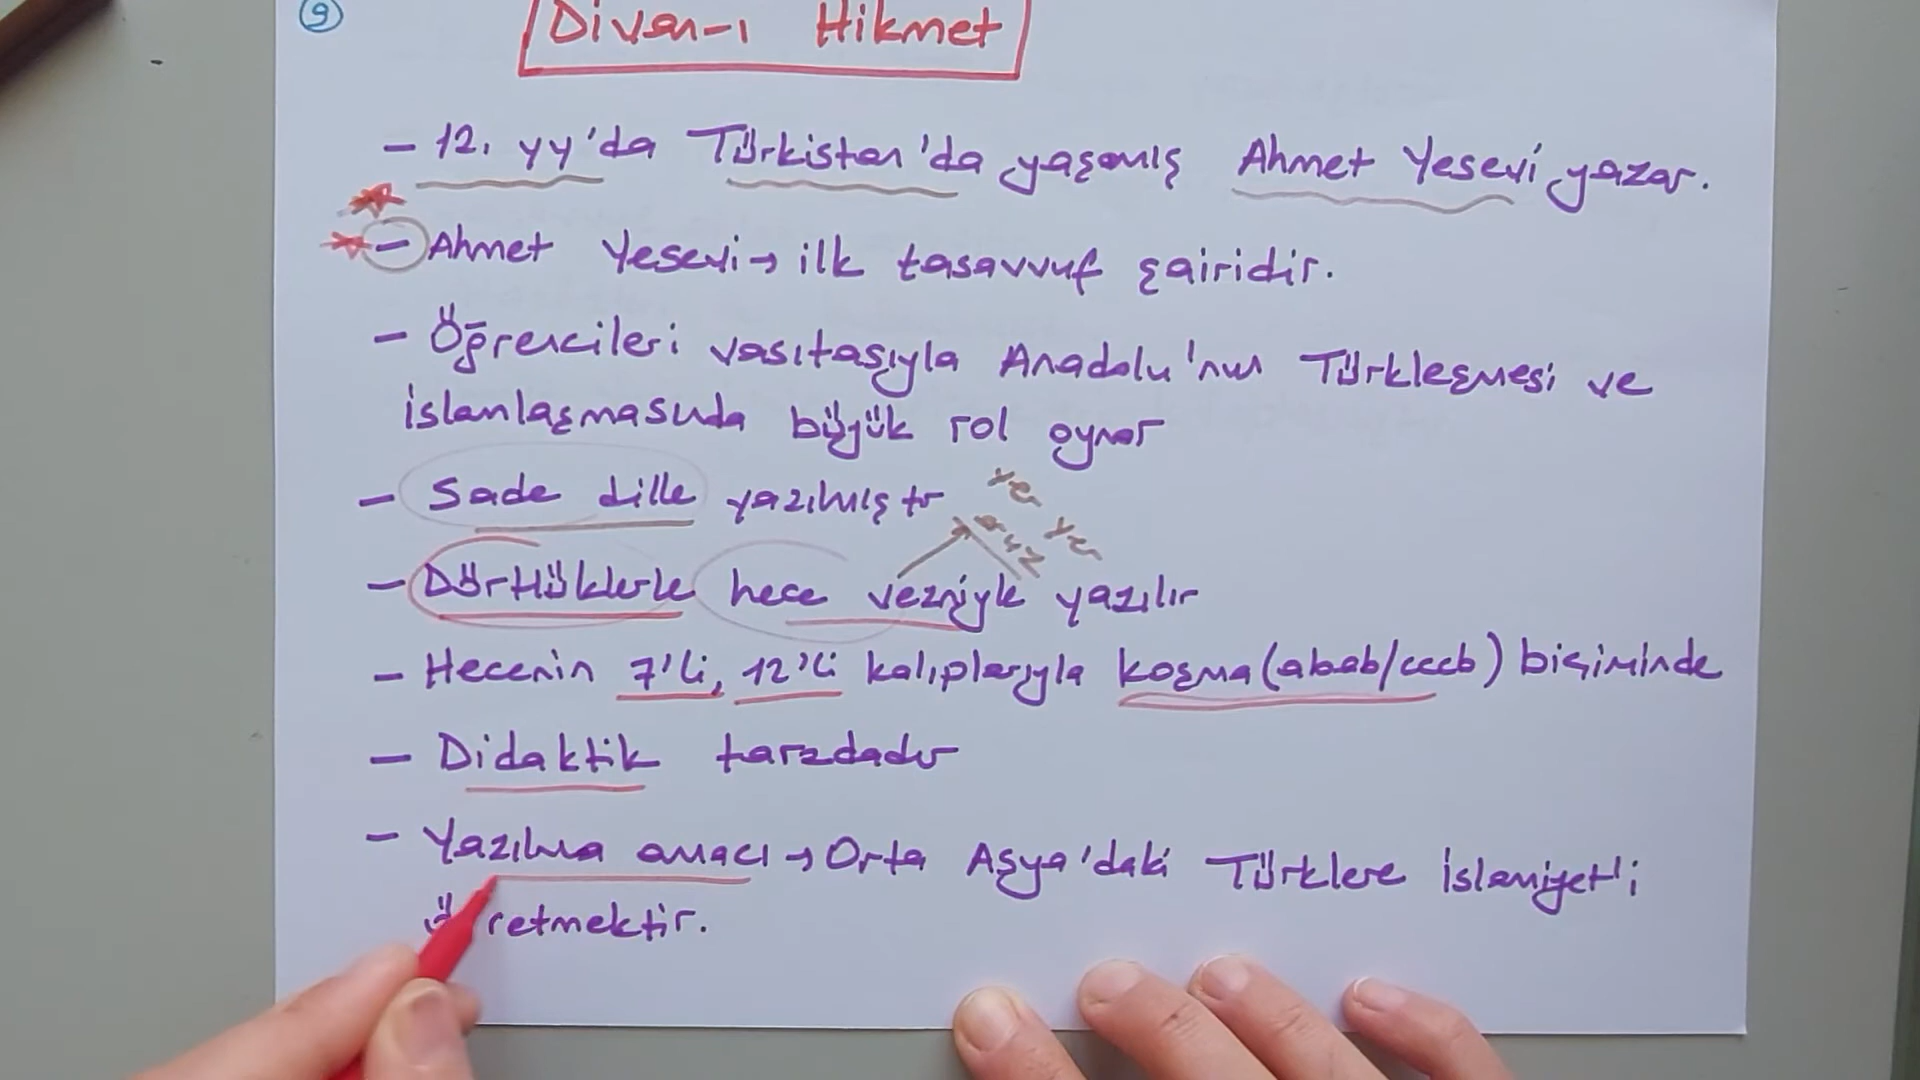 9
Divan-ı Hikmet
- 12. yy'da Türkistan'da yaşamış Ahmet Yesevi yazar.
- Ahmet Yesevi → ilk tasavvuf şairidir.
- Öğrencileri vasıtasıyla Anadolu'nun Türkleşmesi ve
İslamlaşmasında büyük rol oynar
- Sade dille yazılmıştır
- Dörtlüklerle hece vezniyle yazılır
- Hecenin 7'li, 12'li kalıplarıyla koşma (abab/cccb) biçiminde
- Didaktik tarzdadır
- Yazılma amacı → Orta Asya'daki Türklere İslamiyet'i
retmektir.